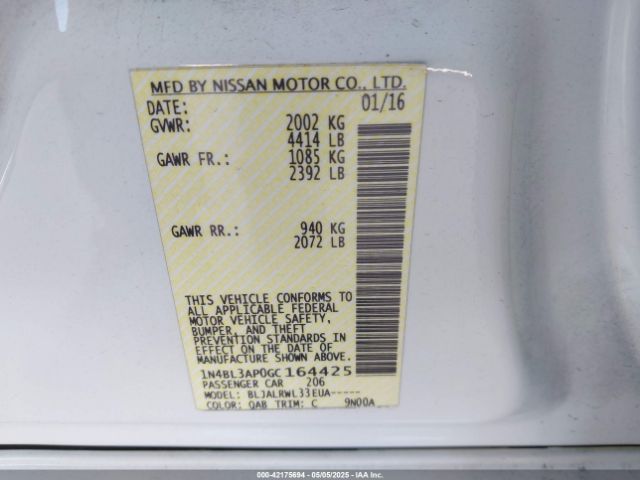 MFD BY NISSAN MOTOR CO., LTD.
DATE: 01/16
GVWR: 2002 KG
4414 LB
GAWR FR.: 1085 KG
2392 LB
GAWR RR.: 940 KG
2072 LB
THIS VEHICLE CONFORMS TO
ALL APPLICABLE FEDERAL
MOTOR VEHICLE SAFETY,
BUMPER, AND THEFT
PREVENTION STANDARDS IN
EFFECT ON THE DATE OF
MANUFACTURE SHOWN ABOVE.
1N4BL3AP0GC164425
PASSENGER CAR 206
MODEL: BLJALRWL33EUA-----
COLOR: QAB TRIM: C 9N00A
000-42175694 - 05/05/2025 - IAAI.COM